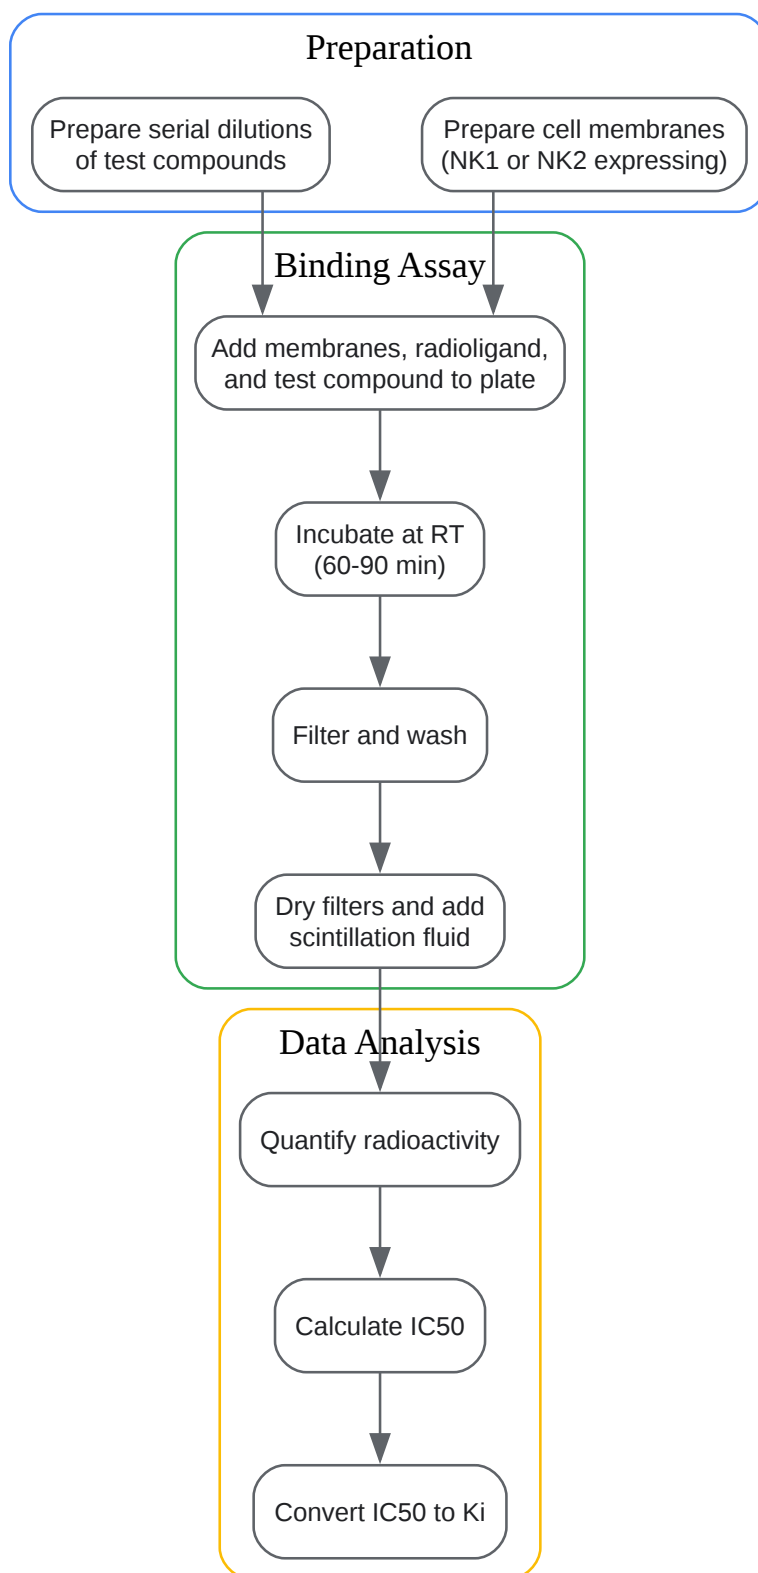 Preparation
Prepare serial dilutions
of test compounds
Prepare cell membranes
(NK1 or NK2 expressing)
Binding Assay
Add membranes, radioligand,
and test compound to plate
Incubate at RT
(60-90 min)
Filter and wash
Dry filters and add
scintillation fluid
Data Analysis
Quantify radioactivity
Calculate IC50
Convert IC50 to Ki